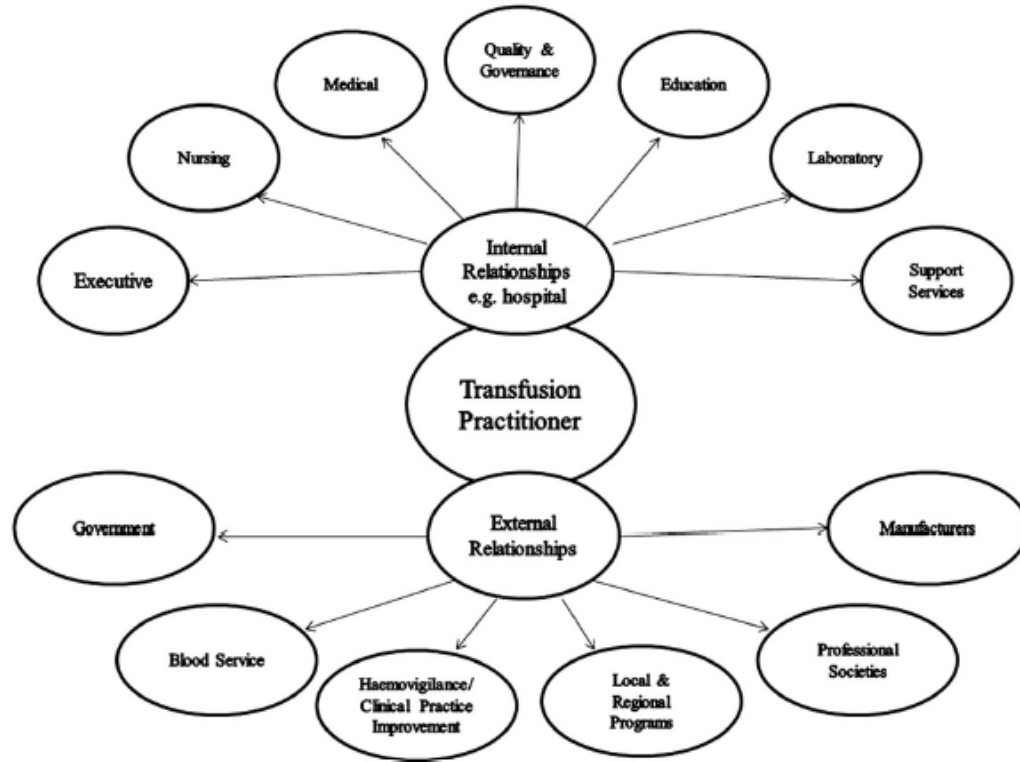 Quality &
Governance
Medical
Education
Nursing
Laboratory
Internal
Relationships
e.g. hospital
Executive
Support
Services
Transfusion
Practitioner
Government
External
Relationships
Manufacturers
Blood Service
Haemovigilance/
Clinical Practice
Improvement
Local &
Regional
Programs
Professional
Societies